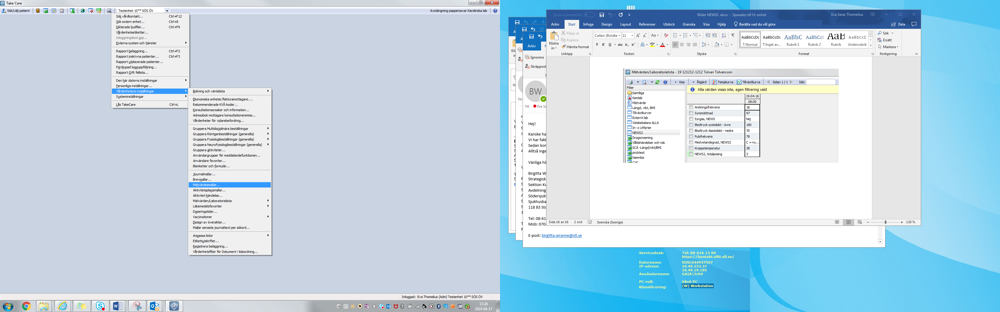 Take Care
Sök/välj patient
Testenhet 10** SÖS ÖV
Avstängning papperssvar Karolinska lab
Sök vårdkontakt... Ctrl+F12
Sök extern enhet... Ctrl+8
Dikterade ljudfiler... Ctrl+F9
Vårdenhetsetiketter...
Inloggningskod app...
Externa system och tjänster
Rapport beläggning... Ctrl+F2
Rapport inskrivna patienter... Ctrl+F3
Rapport utplacerade patienter...
Fördjupad logguppföljning...
Rapport GVR fellista...
Den här datorns inställningar
Personliga inställningar...
Vårdenhetens inställningar
Systeminställningar
Lås TakeCare Ctrl+L
Bokning och väntelista
Ekonomiska enheter/fakturamottagare....
Rekommenderade KVÅ-koder...
Konsultationsorsaker och information...
Adressbok mottagare konsultationsremiss...
Vårdenheter för vidarebefordring...
Gruppera Multidisciplinära beställningar
Gruppera Röntgenbeställningar (generella)
Gruppera Fysiologibeställningar (generella)
Gruppera Neurofysiologibeställningar (generella)
Gruppera aktiviteter...
Användargrupper för meddelandefunktionen...
Användare favoriter...
Blanketter och formulär...
Journalmallar...
Brevmallar...
Mätvärdesmallar...
Aktivitetsplansmallar...
Aktivitet-händelse...
Mätvärden/Laboratorielista
Läkemedelsfavoriter
Doseringstider...
Vaccinationer
Design av översikter...
Mallar senaste journaltext per sökord...
Anpassa listor
Etikettutskrifter...
Registrera beläggning...
Vårdenhetsfilter för Dokument i tidsordning...
Inloggad: Eva Thomelius (Adm) Testenhet 10** SÖS ÖV
13:28
2019-04-17
Spara automatiskt
Bilder NEWS2 .docx - Sparades till H:-enhet
Eva Saras Thomelius
Arkiv Start Infoga Design Layout Referenser Utskick Granska Visa Hjälp Berätta vad du vill göra Dela
Klistra in
Klipp ut
Kopiera
Hämta format
Urklipp
Calibri (Brödte 11
F K U abc x₂ x²
Tecken
Stycke
AaBbCcDc AaBbCcDc AaBbC AaBbCcI AaB AaBbCcD
¶ Normal ¶ Inget av... Rubrik 1 Rubrik 2 Rubrik Underrubrik
Format
Sök
Ersätt
Markera
Redigering
Mätvärden/Laboratorielista - 19 121212-1212 Tolvan Tolvansson
Visa Åtgärd Tempkurva Tillväxtkurva Sidan 1 / 1 Sök:
Filter
Samtliga
Kemlab
Mätvärde
Längd, vikt, BMI
Tillväxtkurvor
Externt lab
Vätskebalans ALLA
In- o Utfarter
NEWS2
Drogscreening
Våldshändelser och risk
SCÄ -Längd/vikt/BMI
pricktest
Namnlös
CVK
Alla värden visas inte, egen filtrering vald
19-04-16
08:00
Andningsfrekvens 18
Syremättnad 97
Syrgas, NEWS Nej
Blodtryck systoliskt - övre 180
Blodtryck diastoliskt - nedre 70
Pulsfrekvens 78
Medvetandegrad, NEWS2 C = ny...
Kroppstemperatur 38
NEWS2, totalpoäng 3
Sida 16 av 16 2 ord Svenska (Sverige) 120 %
Arkiv
Ignorera
Skräppost
BW
Till Eva Sa
Hej!
Kanske ha
Vi har fakt
Sedan kon
Alltså inge
Vänliga hä
Birgitta W
Strategisk
Sektion Kv
Avdelning
Södersjukl
Sjukhusba
118 83 Sto
Tel: 08-61
Mob: 070-
E-post: birgitta.wranne@sll.se
Servicedesk: Tel: 08-616 13 00
https://kontakt.sllit.sll.se/
Datornamn: SOSLS44947507
IP-adress: 10.49.232.37
10.49.19.185
Användarnamn: GAIA\5rh9
PC-roll: Vård-PC
Klassificering: (W) Workstation